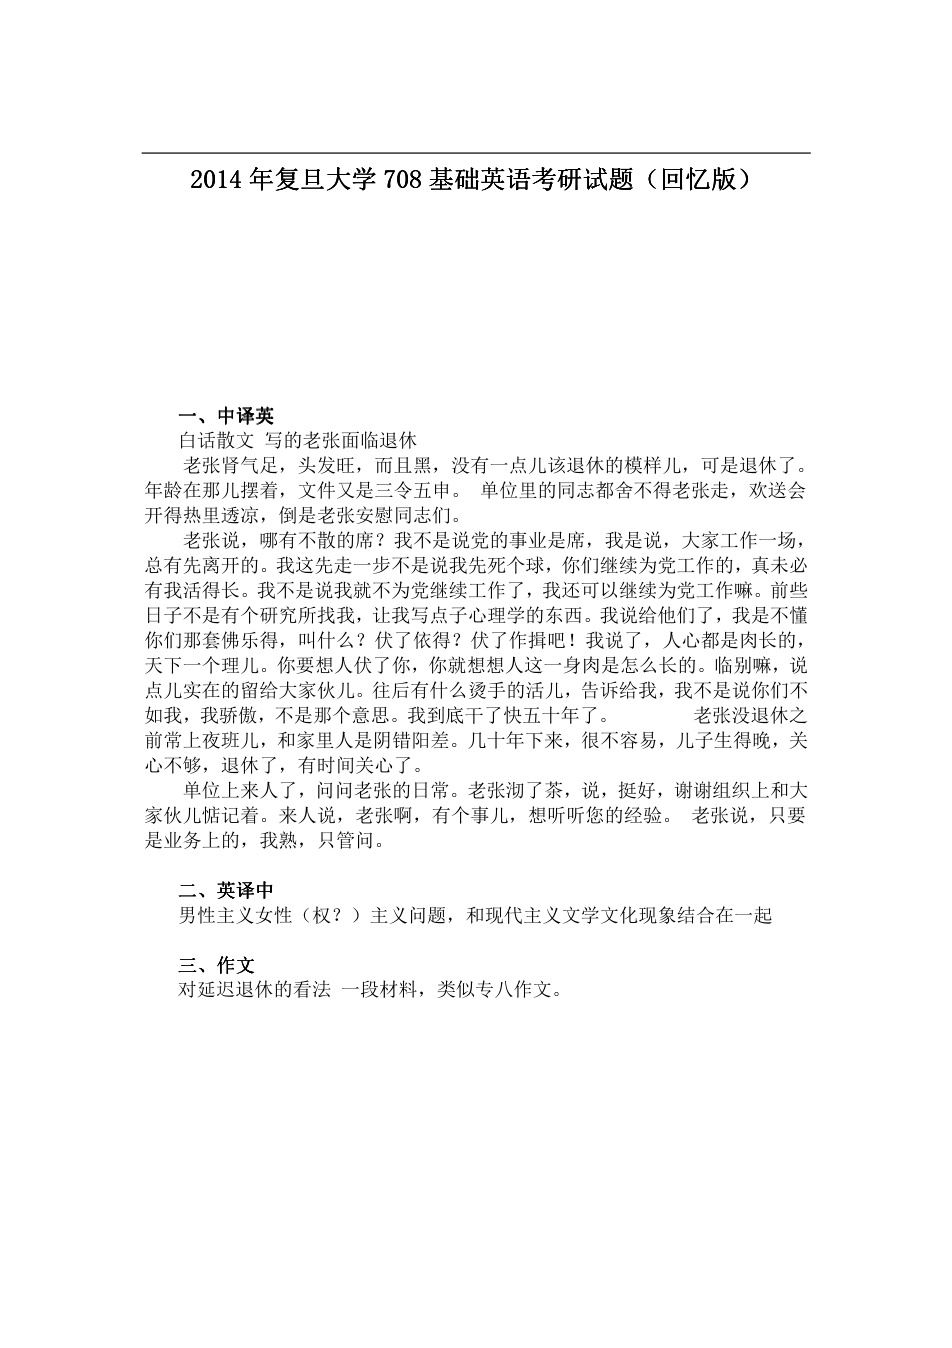 2014 年复旦大学 708 基础英语考研试题（回忆版）
一、中译英
白话散文 写的老张面临退休
老张肾气足，头发旺，而且黑，没有一点儿该退休的模样儿，可是退休了。
年龄在那儿摆着，文件又是三令五申。 单位里的同志都舍不得老张走，欢送会
开得热里透凉，倒是老张安慰同志们。
老张说，哪有不散的席？我不是说党的事业是席，我是说，大家工作一场，
总有先离开的。我这先走一步不是说我先死个球，你们继续为党工作的，真未必
有我活得长。我不是说我就不为党继续工作了，我还可以继续为党工作嘛。前些
日子不是有个研究所找我，让我写点子心理学的东西。我说给他们了，我是不懂
你们那套佛乐得，叫什么？伏了依得？伏了作揖吧！我说了，人心都是肉长的，
天下一个理儿。你要想人伏了你，你就想想人这一身肉是怎么长的。临别嘛，说
点儿实在的留给大家伙儿。往后有什么烫手的活儿，告诉给我，我不是说你们不
如我，我骄傲，不是那个意思。我到底干了快五十年了。 老张没退休之
前常上夜班儿，和家里人是阴错阳差。几十年下来，很不容易，儿子生得晚，关
心不够，退休了，有时间关心了。
单位上来人了，问问老张的日常。老张沏了茶，说，挺好，谢谢组织上和大
家伙儿惦记着。来人说，老张啊，有个事儿，想听听您的经验。 老张说，只要
是业务上的，我熟，只管问。
二、英译中
男性主义女性（权？）主义问题，和现代主义文学文化现象结合在一起
三、作文
对延迟退休的看法 一段材料，类似专八作文。